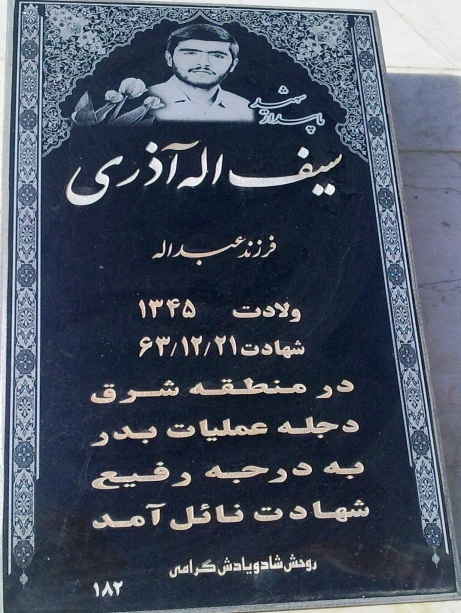 شهید
پاسدار
سیف اله آذری
فرزند عبداله
ولادت ۱۳۴۵
شهادت ۶۳/۱۲/۲۱
در منطقه شرق
دجله عملیات بدر
به درجه رفیع
شهادت نائل آمد
روحش شاد و یادش گرامی
۱۸۲